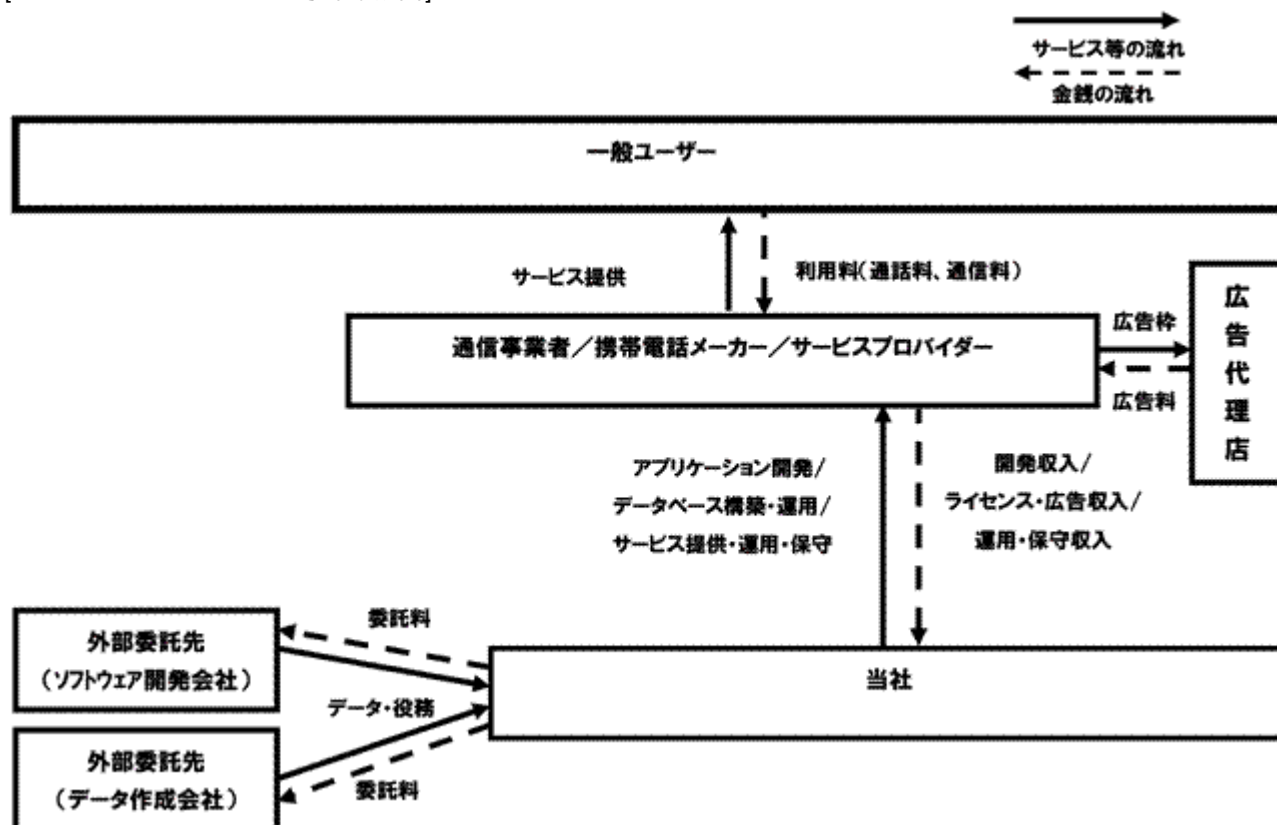 サービス等の流れ
金銭の流れ
一般ユーザー
サービス提供
利用料(通話料、通信料)
通信事業者/携帯電話メーカー/サービスプロバイダー
広告枠
広告料
広告代理店
アプリケーション開発/
データベース構築・運用/
サービス提供・運用・保守
開発収入/
ライセンス・広告収入/
運用・保守収入
外部委託先
(ソフトウェア開発会社)
委託料
データ・役務
当社
外部委託先
(データ作成会社)
委託料